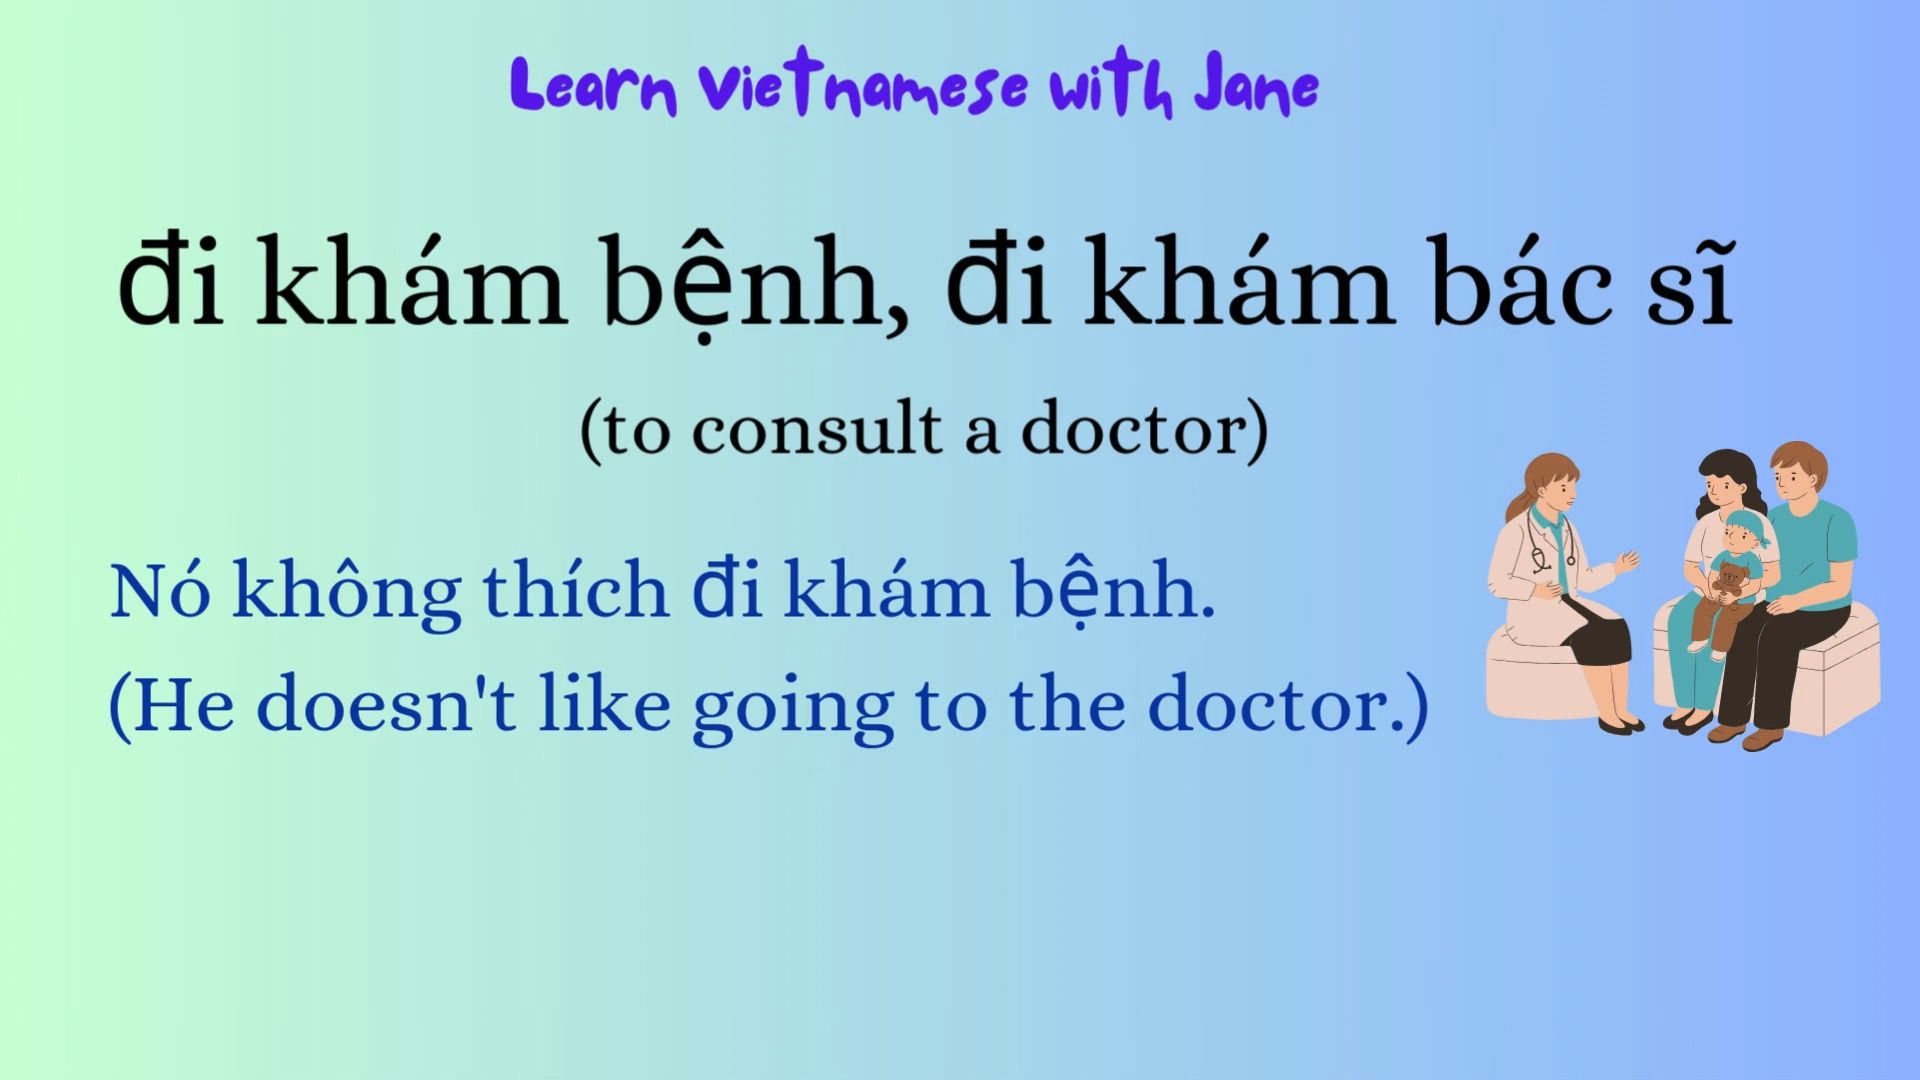 Learn Vietnamese with Jane
đi khám bệnh, đi khám bác sĩ
(to consult a doctor)
Nó không thích đi khám bệnh.
(He doesn't like going to the doctor.)